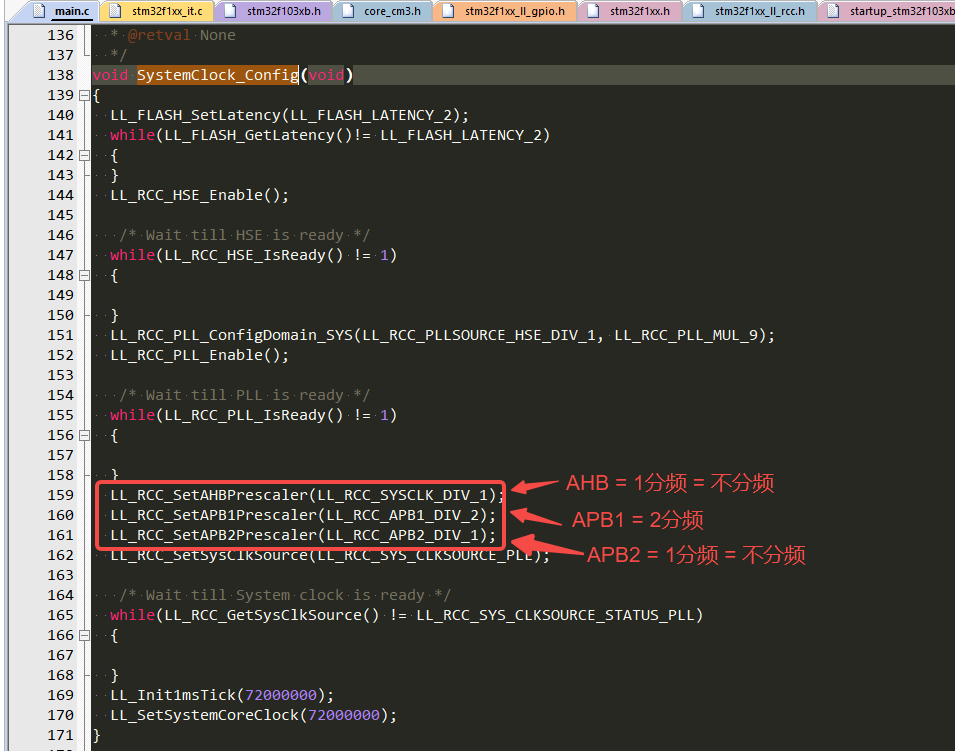 main.c stm32f1xx_it.c stm32f103xb.h core_cm3.h stm32f1xx_ll_gpio.h stm32f1xx.h stm32f1xx_ll_rcc.h startup_stm32f103xb
136 * @retval None
137 */
138 void SystemClock_Config(void)
139 {
140 LL_FLASH_SetLatency(LL_FLASH_LATENCY_2);
141 while(LL_FLASH_GetLatency()!= LL_FLASH_LATENCY_2)
142 {
143 }
144 LL_RCC_HSE_Enable();
145
146 /* Wait till HSE is ready */
147 while(LL_RCC_HSE_IsReady() != 1)
148 {
149
150 }
151 LL_RCC_PLL_ConfigDomain_SYS(LL_RCC_PLLSOURCE_HSE_DIV_1, LL_RCC_PLL_MUL_9);
152 LL_RCC_PLL_Enable();
153
154 /* Wait till PLL is ready */
155 while(LL_RCC_PLL_IsReady() != 1)
156 {
157
158 }
159 LL_RCC_SetAHBPrescaler(LL_RCC_SYSCLK_DIV_1); AHB = 1分频 = 不分频
160 LL_RCC_SetAPB1Prescaler(LL_RCC_APB1_DIV_2); APB1 = 2分频
161 LL_RCC_SetAPB2Prescaler(LL_RCC_APB2_DIV_1);
162 LL_RCC_SetSysClkSource(LL_RCC_SYS_CLKSOURCE_PLL); APB2 = 1分频 = 不分频
163
164 /* Wait till System clock is ready */
165 while(LL_RCC_GetSysClkSource() != LL_RCC_SYS_CLKSOURCE_STATUS_PLL)
166 {
167
168 }
169 LL_Init1msTick(72000000);
170 LL_SetSystemCoreClock(72000000);
171 }